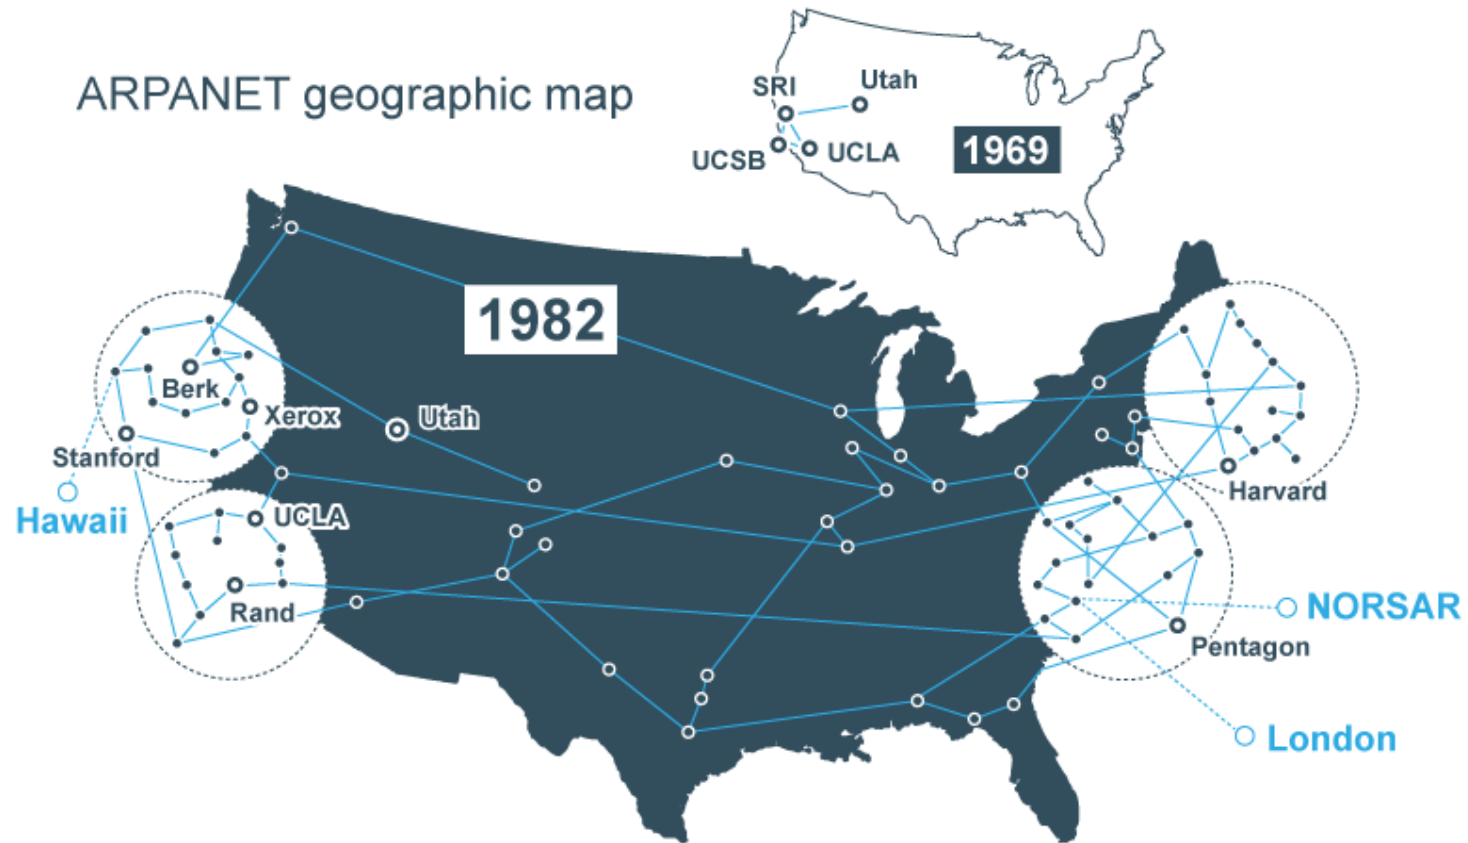 ARPANET geographic map
SRI
Utah
UCSB
UCLA
1969
1982
Berk
Xerox
Utah
Stanford
Hawaii
UCLA
Rand
Harvard
NORSAR
Pentagon
London